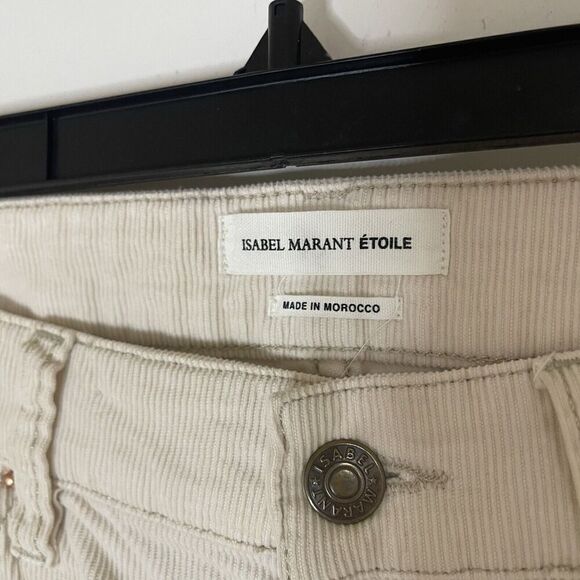 ISABEL MARANT ÉTOILE
MADE IN MOROCCO
ISABEL MARANT